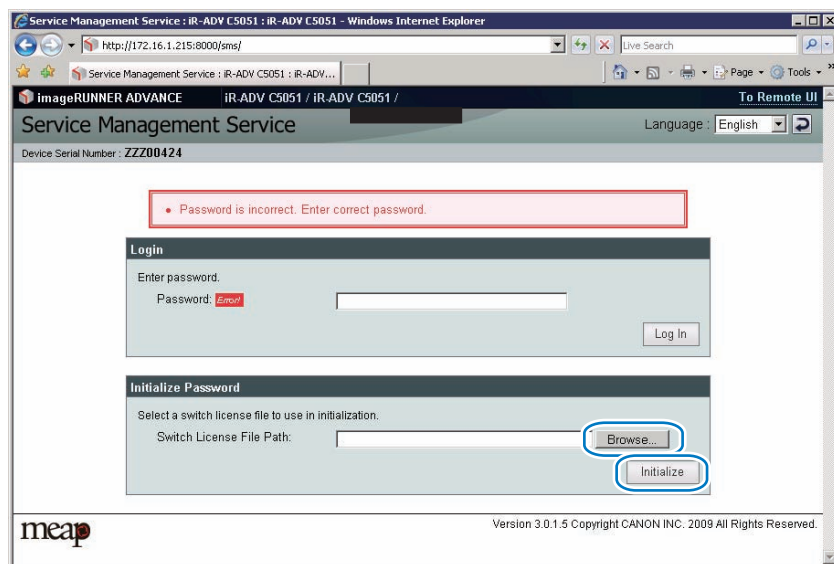 Service Management Service : iR-ADV C5051 : iR-ADV C5051 - Windows Internet Explorer
http://172.16.1.215:8000/sms/
Live Search
Service Management Service : iR-ADV C5051 : iR-ADV...
Page
Tools
imageRUNNER ADVANCE iR-ADV C5051 / iR-ADV C5051 /
To Remote UI
Service Management Service
Language : English
Device Serial Number : ZZZ00424
• Password is incorrect. Enter correct password.
Login
Enter password.
Password: Error!
Log In
Initialize Password
Select a switch license file to use in initialization.
Switch License File Path:
Browse...
Initialize
meap
Version 3.0.1.5 Copyright CANON INC. 2009 All Rights Reserved.